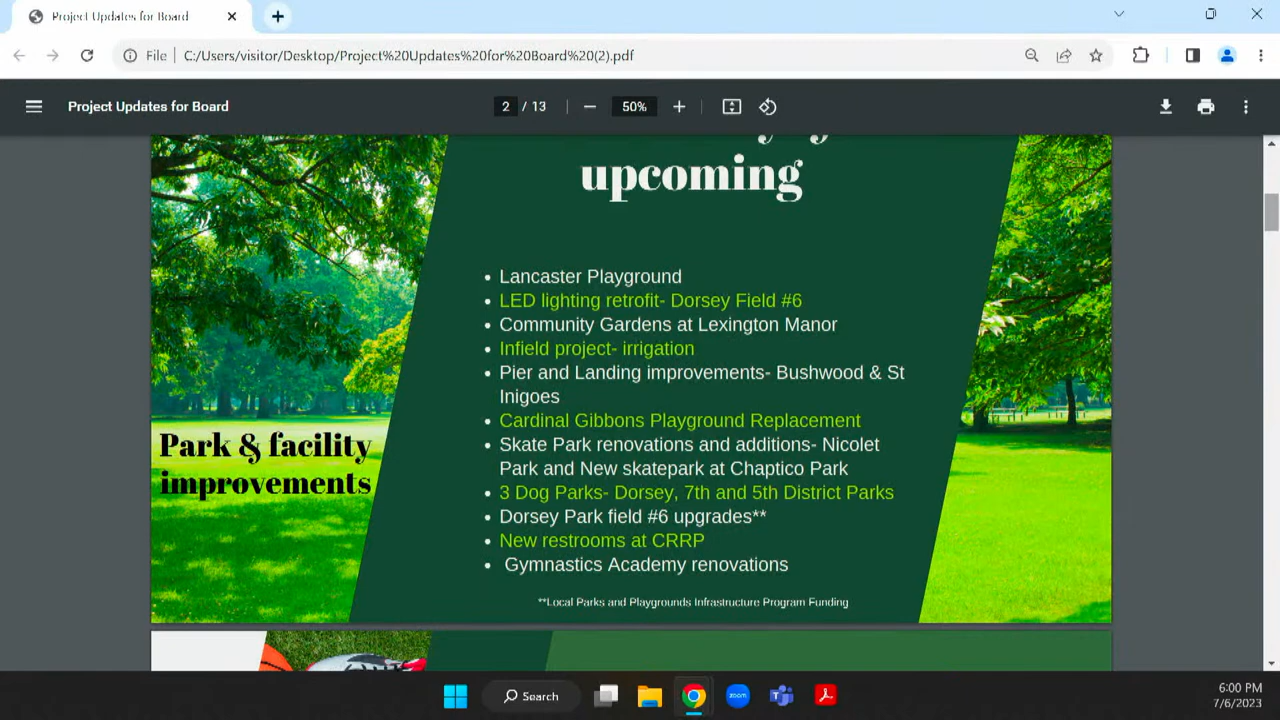 Project Updates for Board
File
C:/Users/visitor/Desktop/Project%20Updates%20for%20Board%20(2).pdf
Project Updates for Board
2 / 13
50%
upcoming
• Lancaster Playground
• LED lighting retrofit- Dorsey Field #6
• Community Gardens at Lexington Manor
• Infield project- irrigation
• Pier and Landing improvements- Bushwood & St
Inigoes
• Cardinal Gibbons Playground Replacement
• Skate Park renovations and additions- Nicolet
Park and New skatepark at Chaptico Park
• 3 Dog Parks- Dorsey, 7th and 5th District Parks
• Dorsey Park field #6 upgrades**
• New restrooms at CRRP
• Gymnastics Academy renovations
**Local Parks and Playgrounds Infrastructure Program Funding
Park & facility
improvements
Search
zoom
6:00 PM
7/6/2023